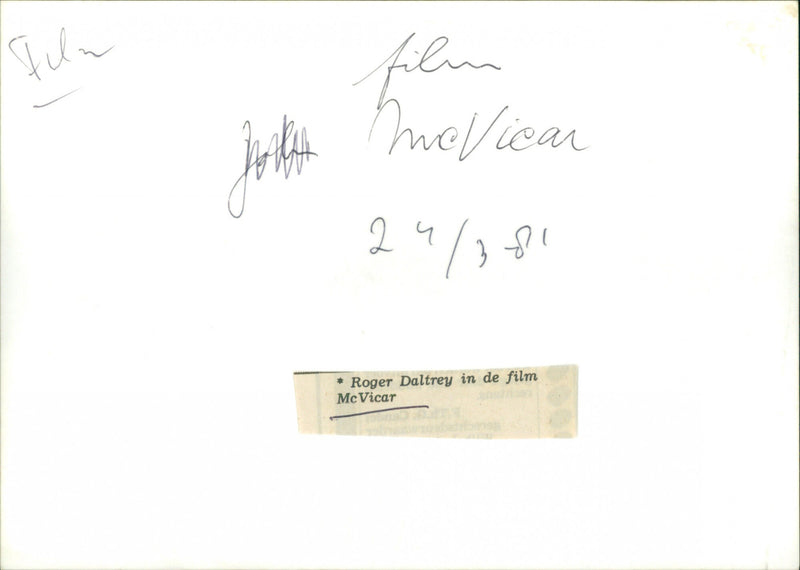 Film
film
McVicar
24/3-81
* Roger Daltrey in de film
McVicar